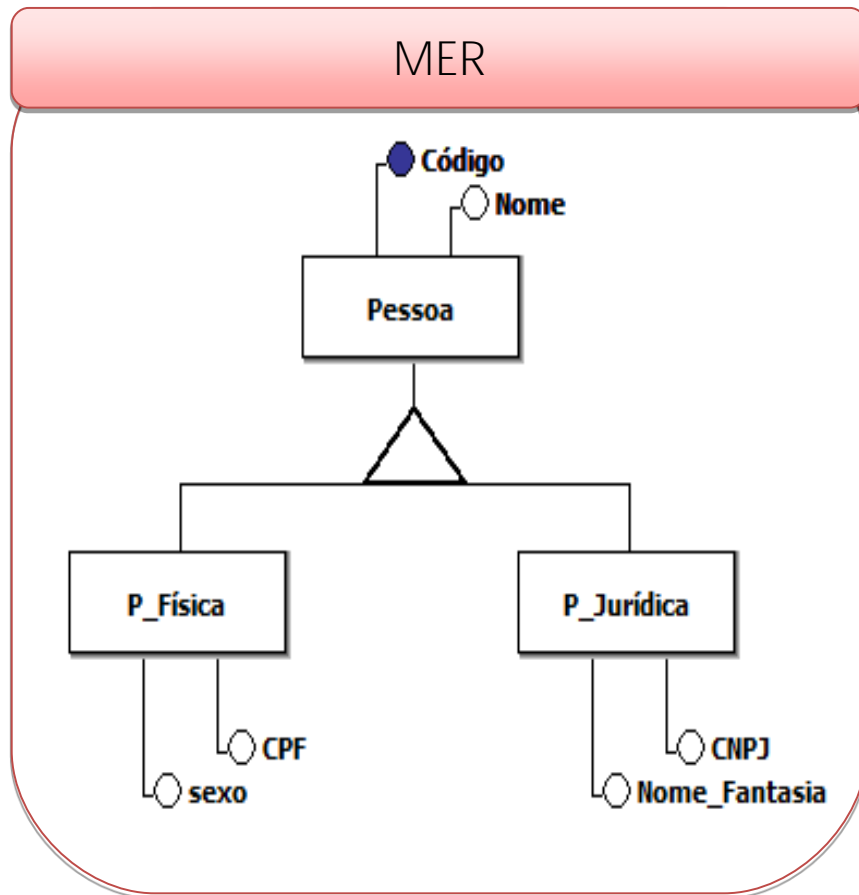 MER
Código
Nome
Pessoa
P_Física
P_Jurídica
CPF
CNPJ
sexo
Nome_Fantasia